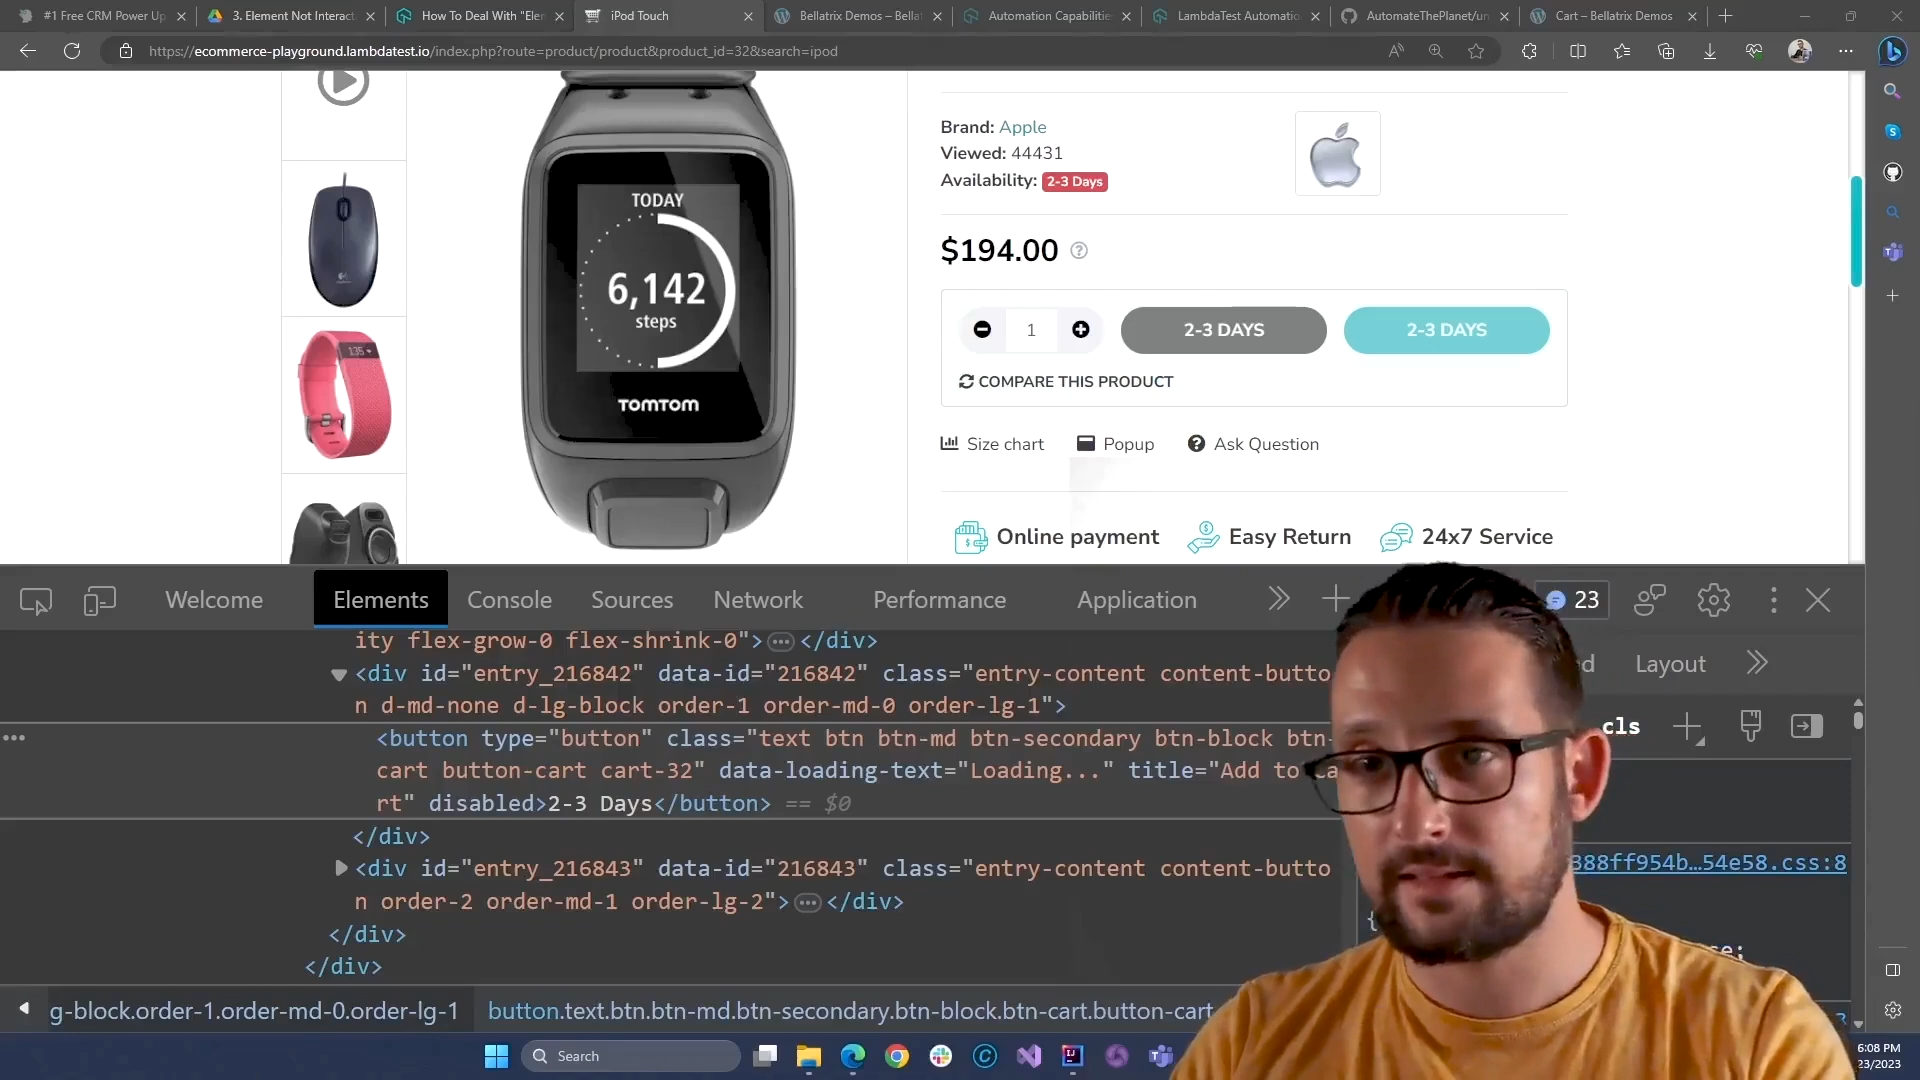 #1 Free CRM Power Up
3. Element Not Interact
How To Deal With "Elem
iPod Touch
Bellatrix Demos – Bellat
Automation Capabilitie
LambdaTest Automatio
AutomateThePlanet/un
Cart – Bellatrix Demos
https://ecommerce-playground.lambdatest.io/index.php?route=product/product&product_id=32&search=ipod
Brand: Apple
Viewed: 44431
Availability: 2-3 Days
$194.00
1
2-3 DAYS
2-3 DAYS
COMPARE THIS PRODUCT
Size chart
Popup
Ask Question
Online payment
Easy Return
24x7 Service
TODAY
6,142
steps
TOMTOM
Welcome
Elements
Console
Sources
Network
Performance
Application
23
ity flex-grow-0 flex-shrink-0">…</div>
<div id="entry_216842" data-id="216842" class="entry-content content-butto
n d-md-none d-lg-block order-1 order-md-0 order-lg-1">
<button type="button" class="text btn btn-md btn-secondary btn-block btn-
cart button-cart cart-32" data-loading-text="Loading..." title="Add to Ca
rt" disabled>2-3 Days</button> == $0
</div>
<div id="entry_216843" data-id="216843" class="entry-content content-butto
n order-2 order-md-1 order-lg-2">…</div>
</div>
</div>
d
Layout
cls
388ff954b…54e58.css:8
{
se;
g-block.order-1.order-md-0.order-lg-1
button.text.btn.btn-md.btn-secondary.btn-block.btn-cart.button-cart
Search
6:08 PM
23/2023